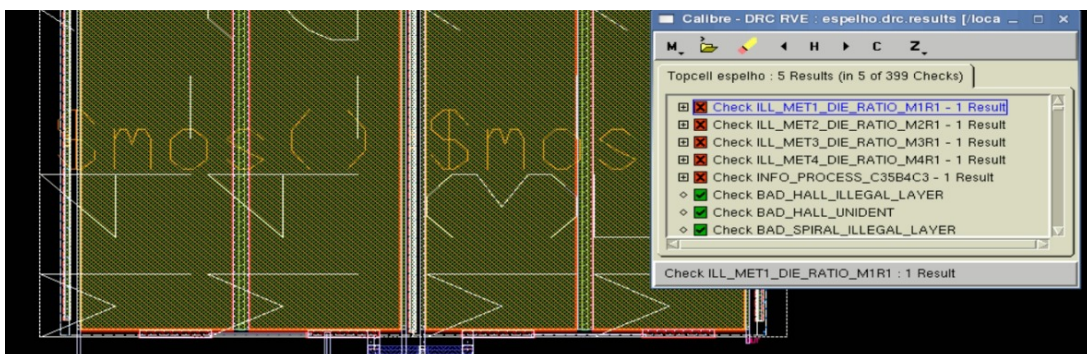 Calibre - DRC RVE : espelho.drc.results [/loca
M H C Z
Topcell espelho : 5 Results (in 5 of 399 Checks)
Check ILL_MET1_DIE_RATIO_M1R1 - 1 Result
Check ILL_MET2_DIE_RATIO_M2R1 - 1 Result
Check ILL_MET3_DIE_RATIO_M3R1 - 1 Result
Check ILL_MET4_DIE_RATIO_M4R1 - 1 Result
Check INFO_PROCESS_C35B4C3 - 1 Result
Check BAD_HALL_ILLEGAL_LAYER
Check BAD_HALL_UNIDENT
Check BAD_SPIRAL_ILLEGAL_LAYER
Check ILL_MET1_DIE_RATIO_M1R1 : 1 Result
$mos() $mos